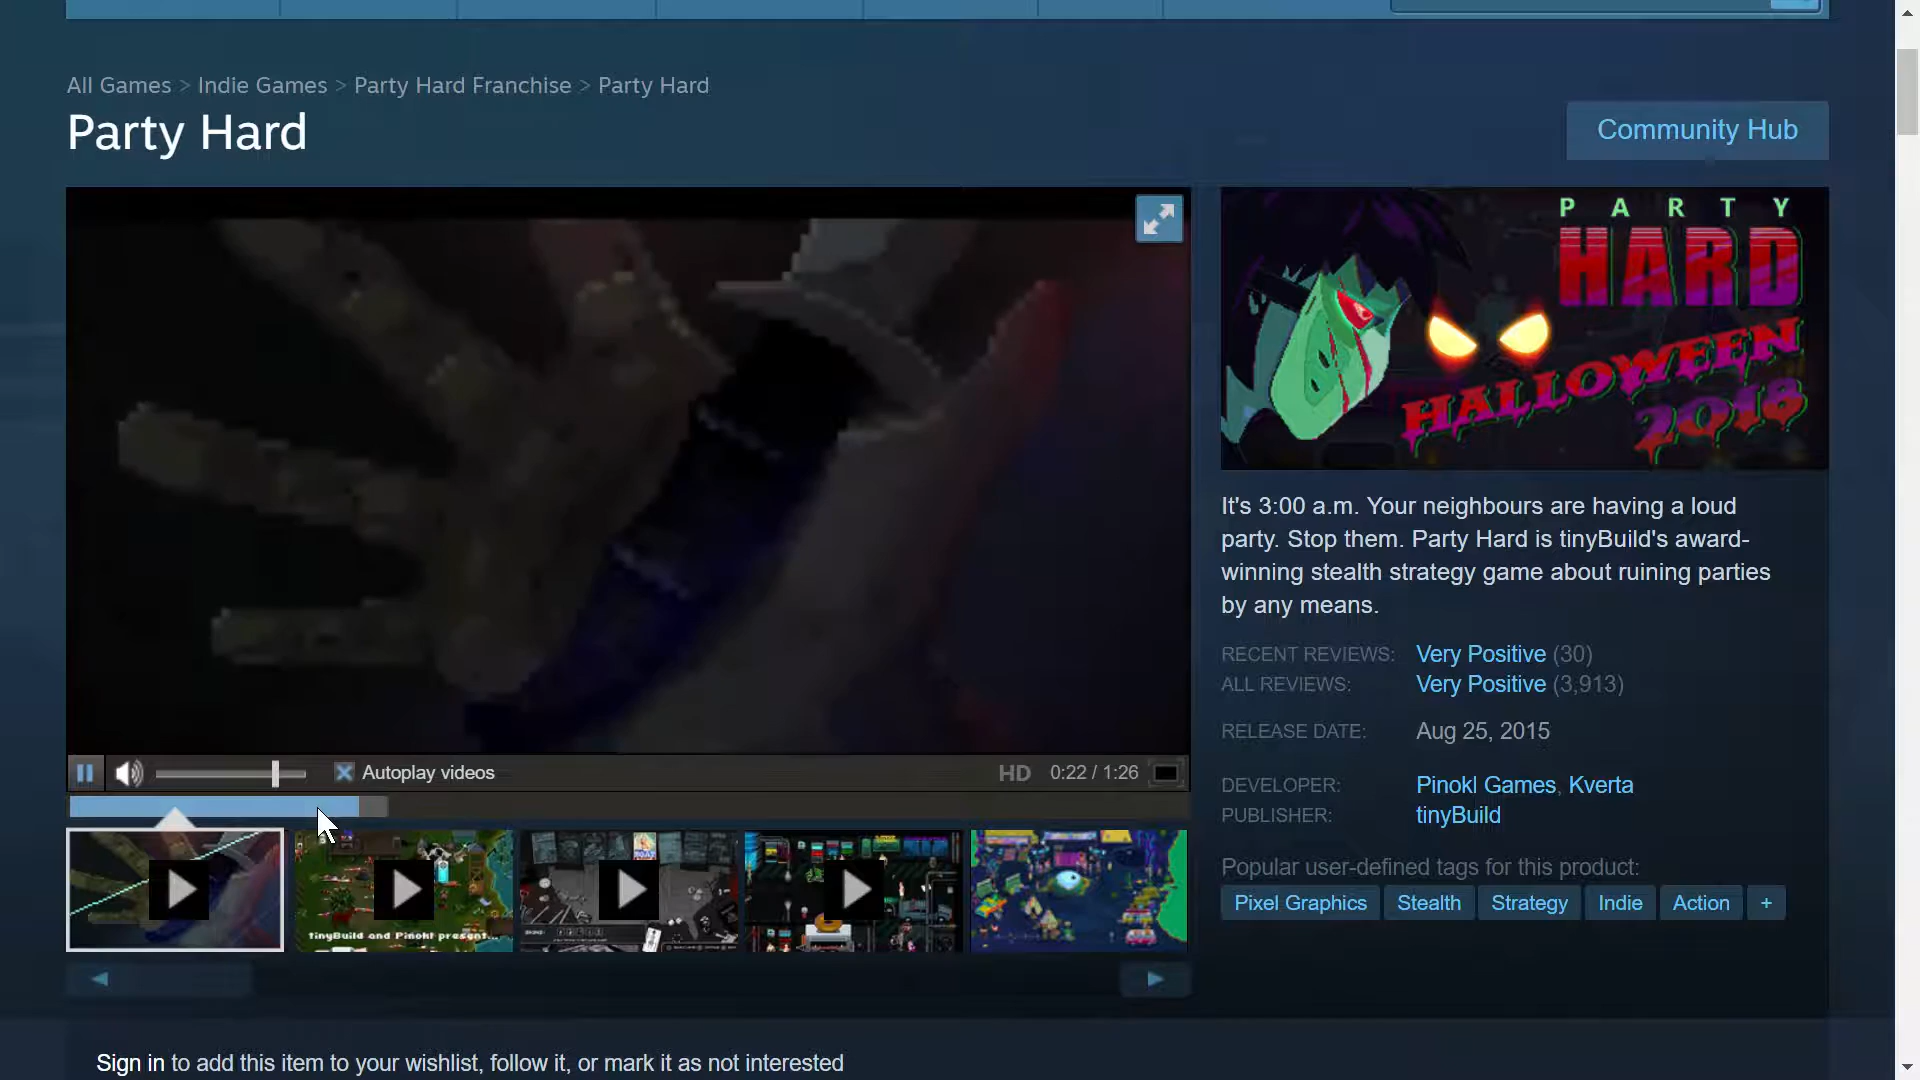 All Games > Indie Games > Party Hard Franchise > Party Hard
Party Hard
Community Hub
PARTY
HARD
HALLOWEEN
2018
It's 3:00 a.m. Your neighbours are having a loud
party. Stop them. Party Hard is tinyBuild's award-
winning stealth strategy game about ruining parties
by any means.
RECENT REVIEWS: Very Positive (30)
ALL REVIEWS: Very Positive (3,913)
RELEASE DATE: Aug 25, 2015
DEVELOPER: Pinokl Games, Kverta
PUBLISHER: tinyBuild
Popular user-defined tags for this product:
Pixel Graphics Stealth Strategy Indie Action +
Autoplay videos HD 0:22 / 1:26
tinyBuild and Pinokl present...
Sign in to add this item to your wishlist, follow it, or mark it as not interested